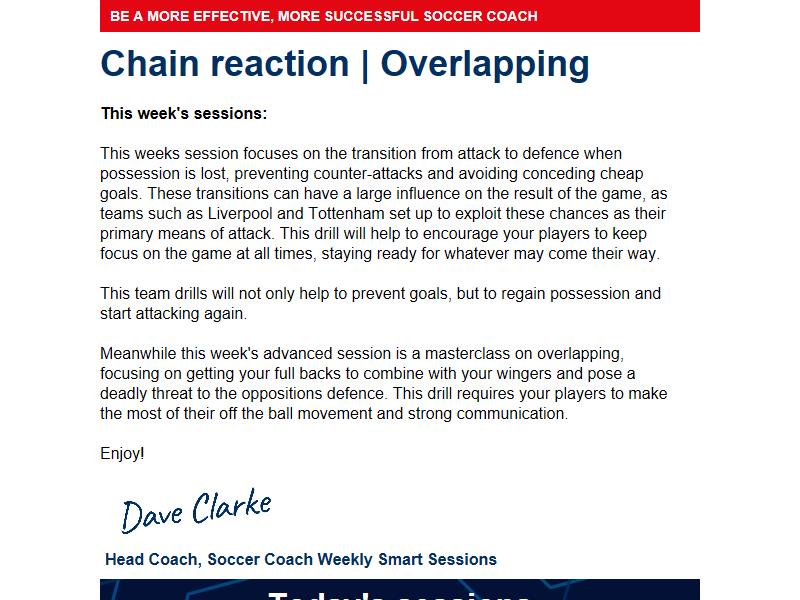 BE A MORE EFFECTIVE, MORE SUCCESSFUL SOCCER COACH
Chain reaction | Overlapping
This week's sessions:
This weeks session focuses on the transition from attack to defence when
possession is lost, preventing counter-attacks and avoiding conceding cheap
goals. These transitions can have a large influence on the result of the game, as
teams such as Liverpool and Tottenham set up to exploit these chances as their
primary means of attack. This drill will help to encourage your players to keep
focus on the game at all times, staying ready for whatever may come their way.
This team drills will not only help to prevent goals, but to regain possession and
start attacking again.
Meanwhile this week's advanced session is a masterclass on overlapping,
focusing on getting your full backs to combine with your wingers and pose a
deadly threat to the oppositions defence. This drill requires your players to make
the most of their off the ball movement and strong communication.
Enjoy!
Dave Clarke
Head Coach, Soccer Coach Weekly Smart Sessions
Today's sessions